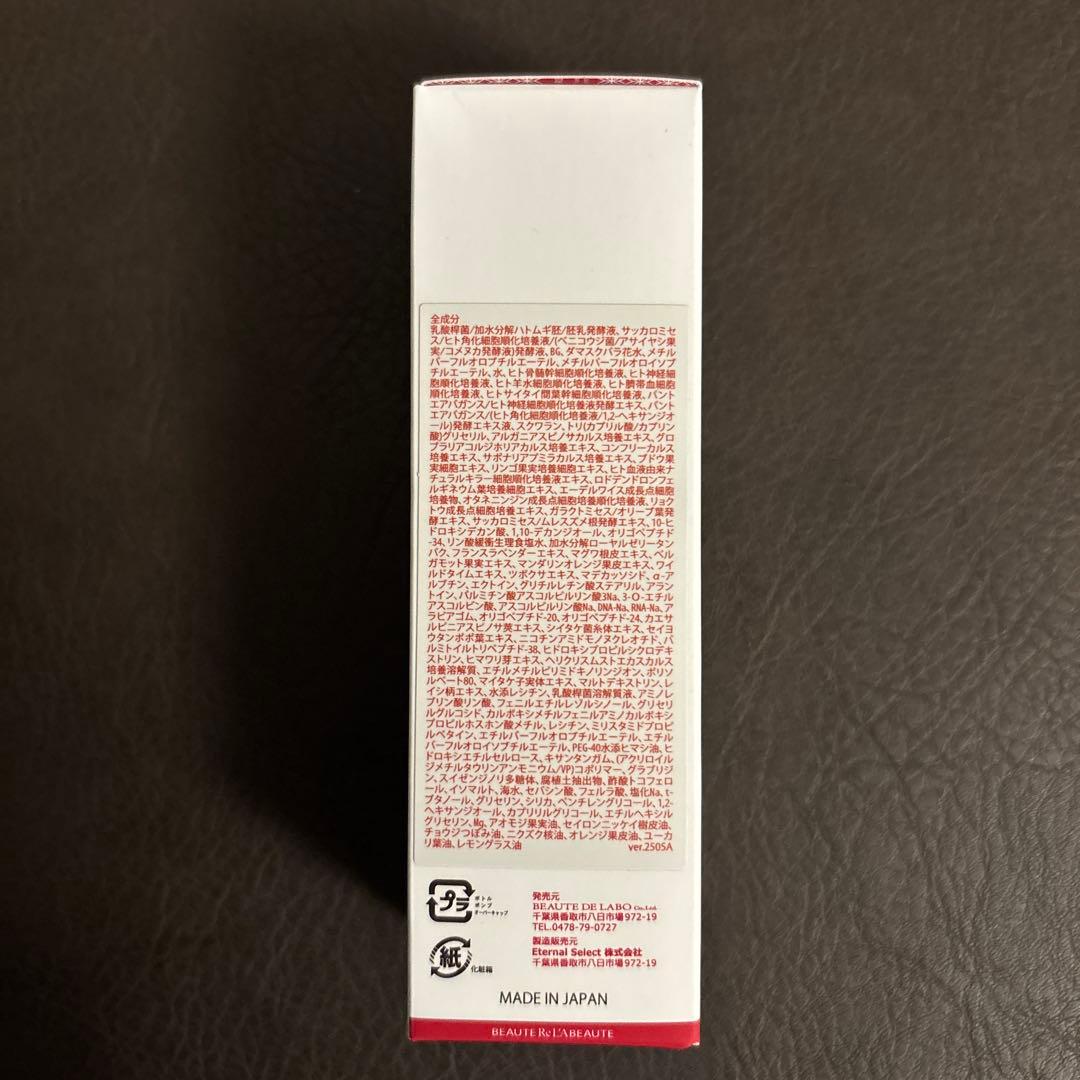 全成分
乳酸桿菌/加水分解ハトムギ胚/胚乳発酵液、サッカロミセ
ス/ヒト角化細胞順化培養液/(ベニコウジ菌/アサイヤシ果
実/コメヌカ発酵液)発酵液、BG、ダマスクバラ花水、メチル
パーフルオロブチルエーテル、メチルパーフルオロイソブ
チルエーテル、水、ヒト骨髄幹細胞順化培養液、ヒト神経細
胞順化培養液、ヒト羊水細胞順化培養液、ヒト臍帯血細胞
順化培養液、ヒトサイタイ間葉幹細胞順化培養液、パント
エアバガンス/ヒト神経細胞順化培養液発酵エキス、パント
エアバガンス/(ヒト角化細胞順化培養液/1,2-ヘキサンジオ
ール)発酵エキス液、スクワラン、トリ(カプリル酸/カプリン
酸)グリセリル、アルガニアスピノサカルス培養エキス、グロ
ブラリアコルジホリアカルス培養エキス、コンフリーカルス
培養エキス、サポナリアプミラカルス培養エキス、ブドウ果
実細胞エキス、リンゴ果実培養細胞エキス、ヒト血液由来ナ
チュラルキラー細胞順化培養液エキス、ロドデンドロンフェ
ルギネウム葉培養細胞エキス、エーデルワイス成長点細胞
培養物、オタネニンジン成長点細胞培養順化培養液、リョク
トウ成長点細胞培養エキス、ガラクトミセス/オリーブ葉発
酵エキス、サッカロミセス/ムレスズメ根発酵エキス、10-ヒ
ドロキシデカン酸、1,10-デカンジオール、オリゴペプチド
-34、リン酸緩衝生理食塩水、加水分解ローヤルゼリータン
パク、フランスラベンダーエキス、マグワ根皮エキス、ベル
ガモット果実エキス、マンダリンオレンジ果皮エキス、ワイ
ルドタイムエキス、ツボクサエキス、マデカッソシド、α-ア
ルブチン、エクトイン、グリチルレチン酸ステアリル、アラン
トイン、パルミチン酸アスコルビルリン酸3Na、3-O-エチル
アスコルビン酸、アスコルビルリン酸Na、DNA-Na、RNA-Na、ア
ラビアゴム、オリゴペプチド-20、オリゴペプチド-24、カエサ
ルピニアスピノサ莢エキス、シイタケ菌糸体エキス、セイヨ
ウタンポポ葉エキス、ニコチンアミドモノヌクレオチド、パ
ルミトイルトリペプチド-38、ヒドロキシプロピルシクロデキ
ストリン、ヒマワリ芽エキス、ヘリクリスムストエカスカルス
培養溶解質、エチルメチルピリミドキノリンジオン、ポリソ
ルベート80、マイタケ子実体エキス、マルトデキストリン、レ
イシ柄エキス、水添レシチン、乳酸桿菌溶解質液、アミノレ
ブリン酸リン酸、フェニルエチルレゾルシノール、グリセリ
ルグルコシド、カルボキシメチルフェニルアミノカルボキシ
プロピルホスホン酸メチル、レシチン、ミリスタミドプロピ
ルベタイン、エチルパーフルオロブチルエーテル、エチル
パーフルオロイソブチルエーテル、PEG-40水添ヒマシ油、ヒ
ドロキシエチルセルロース、キサンタンガム、(アクリロイル
ジメチルタウリンアンモニウム/VP)コポリマー、グラブリジ
ン、スイゼンジノリ多糖体、腐植土抽出物、酢酸トコフェロ
ール、イソマルト、海水、セバシン酸、フェルラ酸、塩化Na、t-
ブタノール、グリセリン、シリカ、ペンチレングリコール、1,2-
ヘキサンジオール、カプリリルグリコール、エチルヘキシル
グリセリン、Mg、アオモジ果実油、セイロンニッケイ樹皮油、
チョウジつぼみ油、ニクズク核油、オレンジ果皮油、ユーカ
リ葉油、レモングラス油 ver.2505A
プラ
ボトル
ポンプ
オーバーキャップ
発売元
BEAUTE DE LABO Co.,Ltd.
千葉県香取市八日市場972-19
TEL.0478-79-0727
紙
化粧箱
製造販売元
Eternal Select 株式会社
千葉県香取市八日市場972-19
MADE IN JAPAN
BEAUTE Re L'ABEAUTE